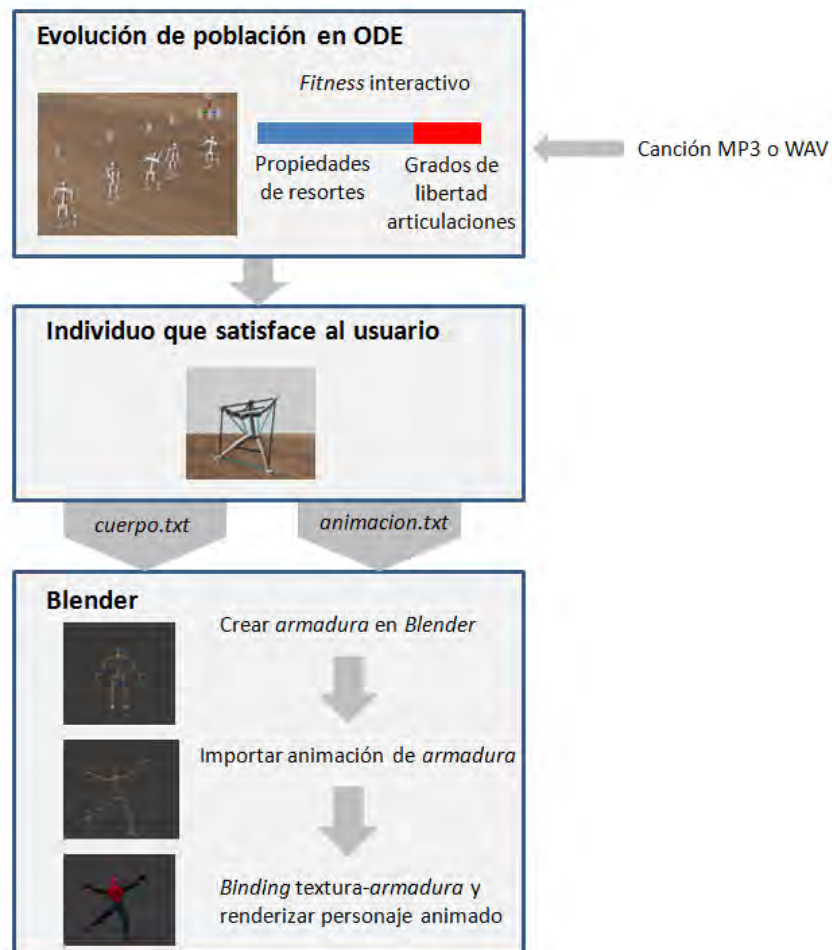 Evolución de población en ODE
Fitness interactivo
Propiedades
de resortes
Grados de
libertad
articulaciones
Canción MP3 o WAV
Individuo que satisface al usuario
cuerpo.txt
animacion.txt
Blender
Crear armadura en Blender
Importar animación de armadura
Binding textura-armadura y
renderizar personaje animado